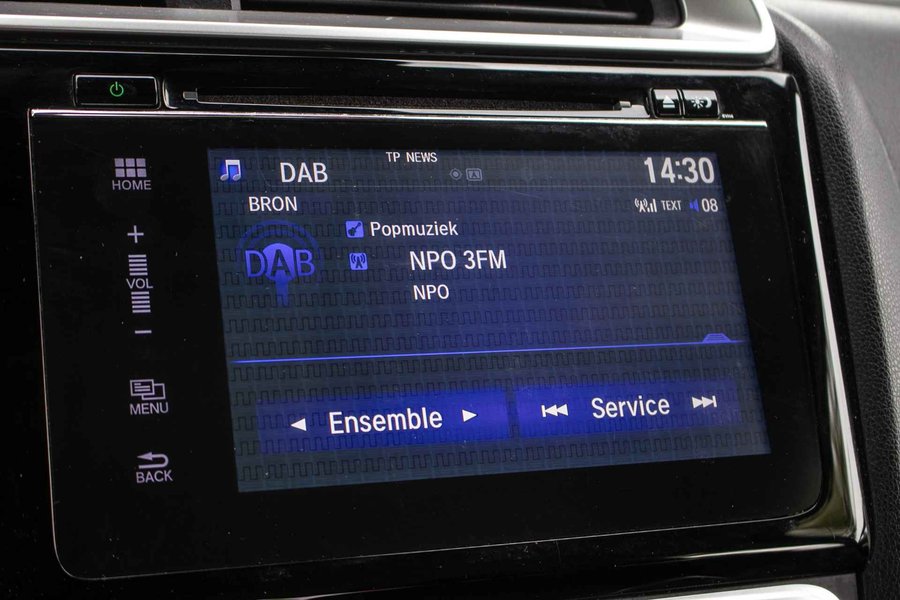 HOME
+
VOL
−
MENU
BACK
TP NEWS
DAB
14:30
BRON
TEXT 08
Popmuziek
DAB
NPO 3FM
NPO
Ensemble
Service